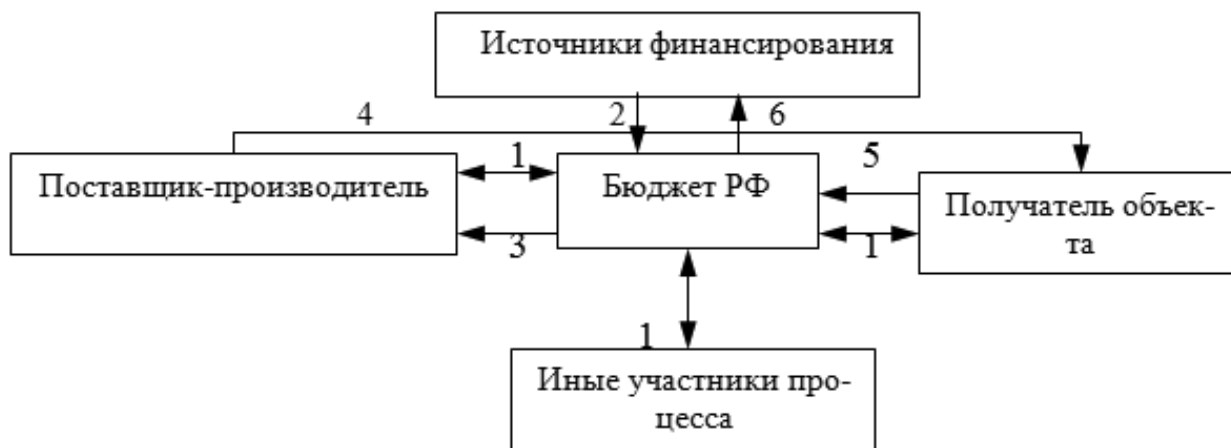 Источники финансирования
4
2
6
1
5
Поставщик-производитель
Бюджет РФ
Получатель объек-
та
3
1
1
Иные участники про-
цесса